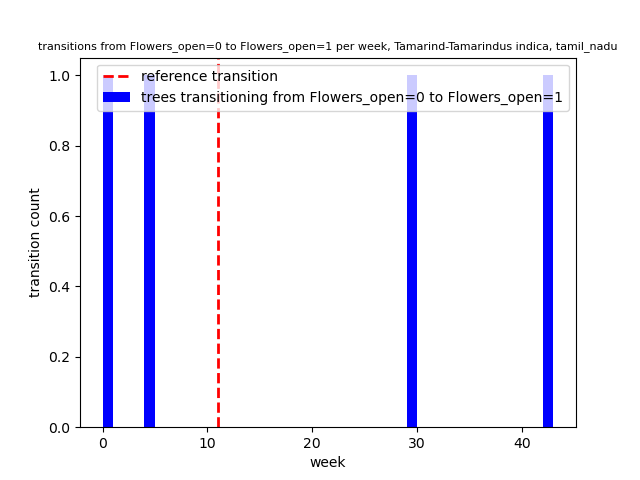 transitions from Flowers_open=0 to Flowers_open=1 per week, Tamarind-Tamarindus indica, tamil_nadu
reference transition
trees transitioning from Flowers_open=0 to Flowers_open=1
1.0
0.8
0.6
0.4
0.2
0.0
transition count
0 10 20 30 40
week